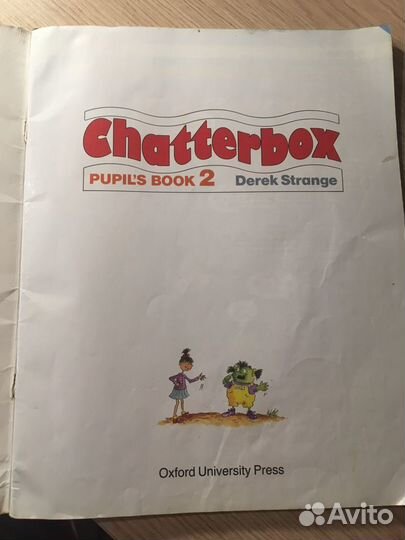 Chatterbox
PUPIL'S BOOK 2 Derek Strange
Oxford University Press
Avito